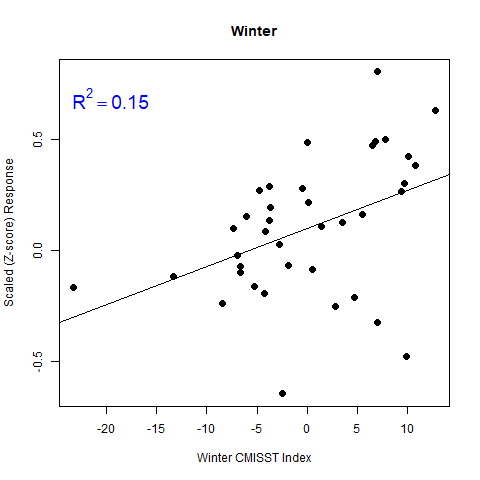 Winter
R² = 0.15
Scaled (Z-score) Response
0.5
0.0
-0.5
-20 -15 -10 -5 0 5 10
Winter CMISST Index